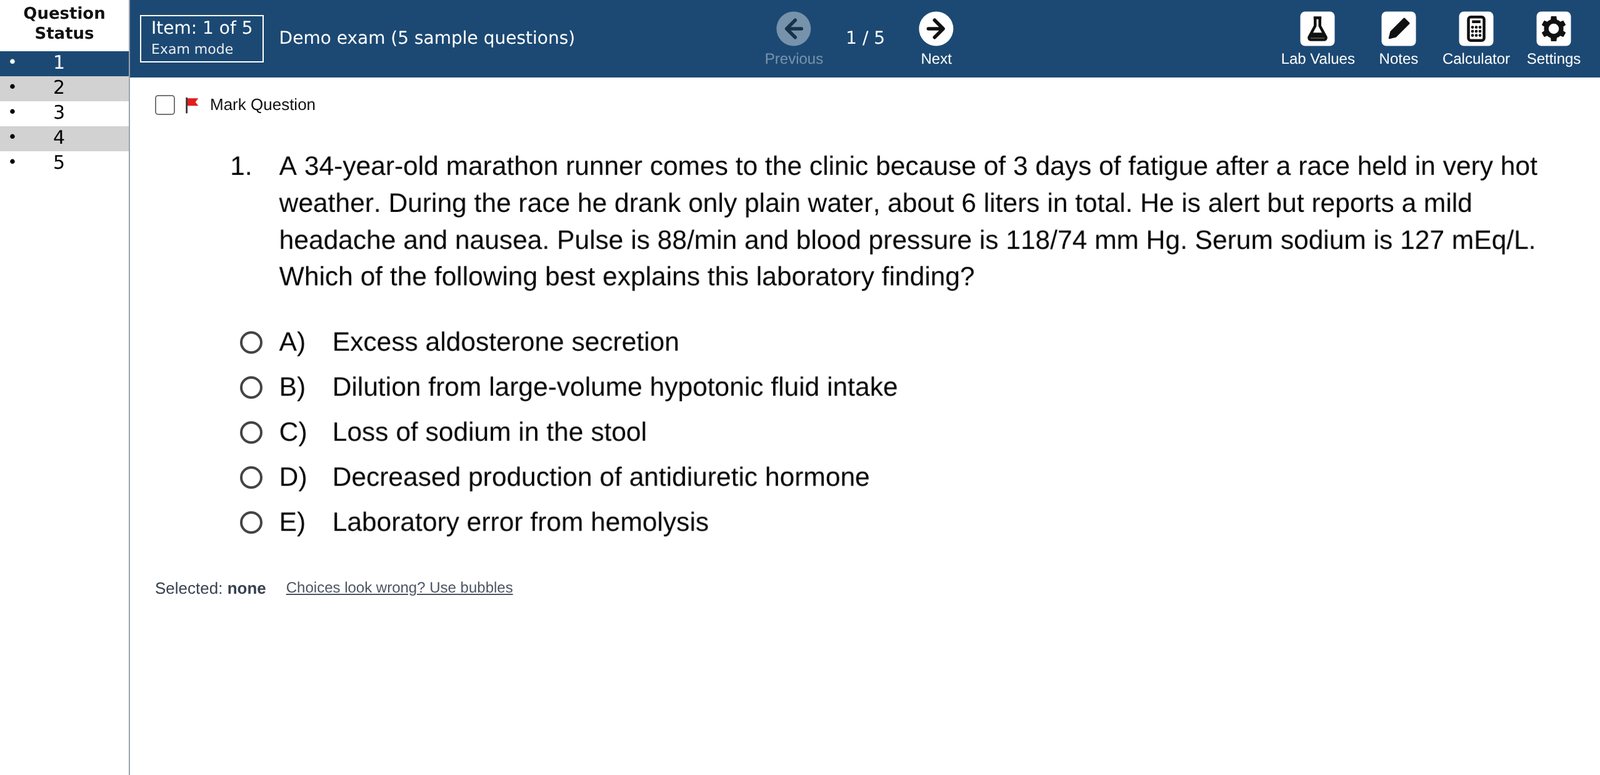 Question
Status
• 1
• 2
• 3
• 4
• 5
Item: 1 of 5
Exam mode
Demo exam (5 sample questions)
Previous
1 / 5
Next
Lab Values
Notes
Calculator
Settings
Mark Question
1. A 34-year-old marathon runner comes to the clinic because of 3 days of fatigue after a race held in very hot
weather. During the race he drank only plain water, about 6 liters in total. He is alert but reports a mild
headache and nausea. Pulse is 88/min and blood pressure is 118/74 mm Hg. Serum sodium is 127 mEq/L.
Which of the following best explains this laboratory finding?
A) Excess aldosterone secretion
B) Dilution from large-volume hypotonic fluid intake
C) Loss of sodium in the stool
D) Decreased production of antidiuretic hormone
E) Laboratory error from hemolysis
Selected: none Choices look wrong? Use bubbles